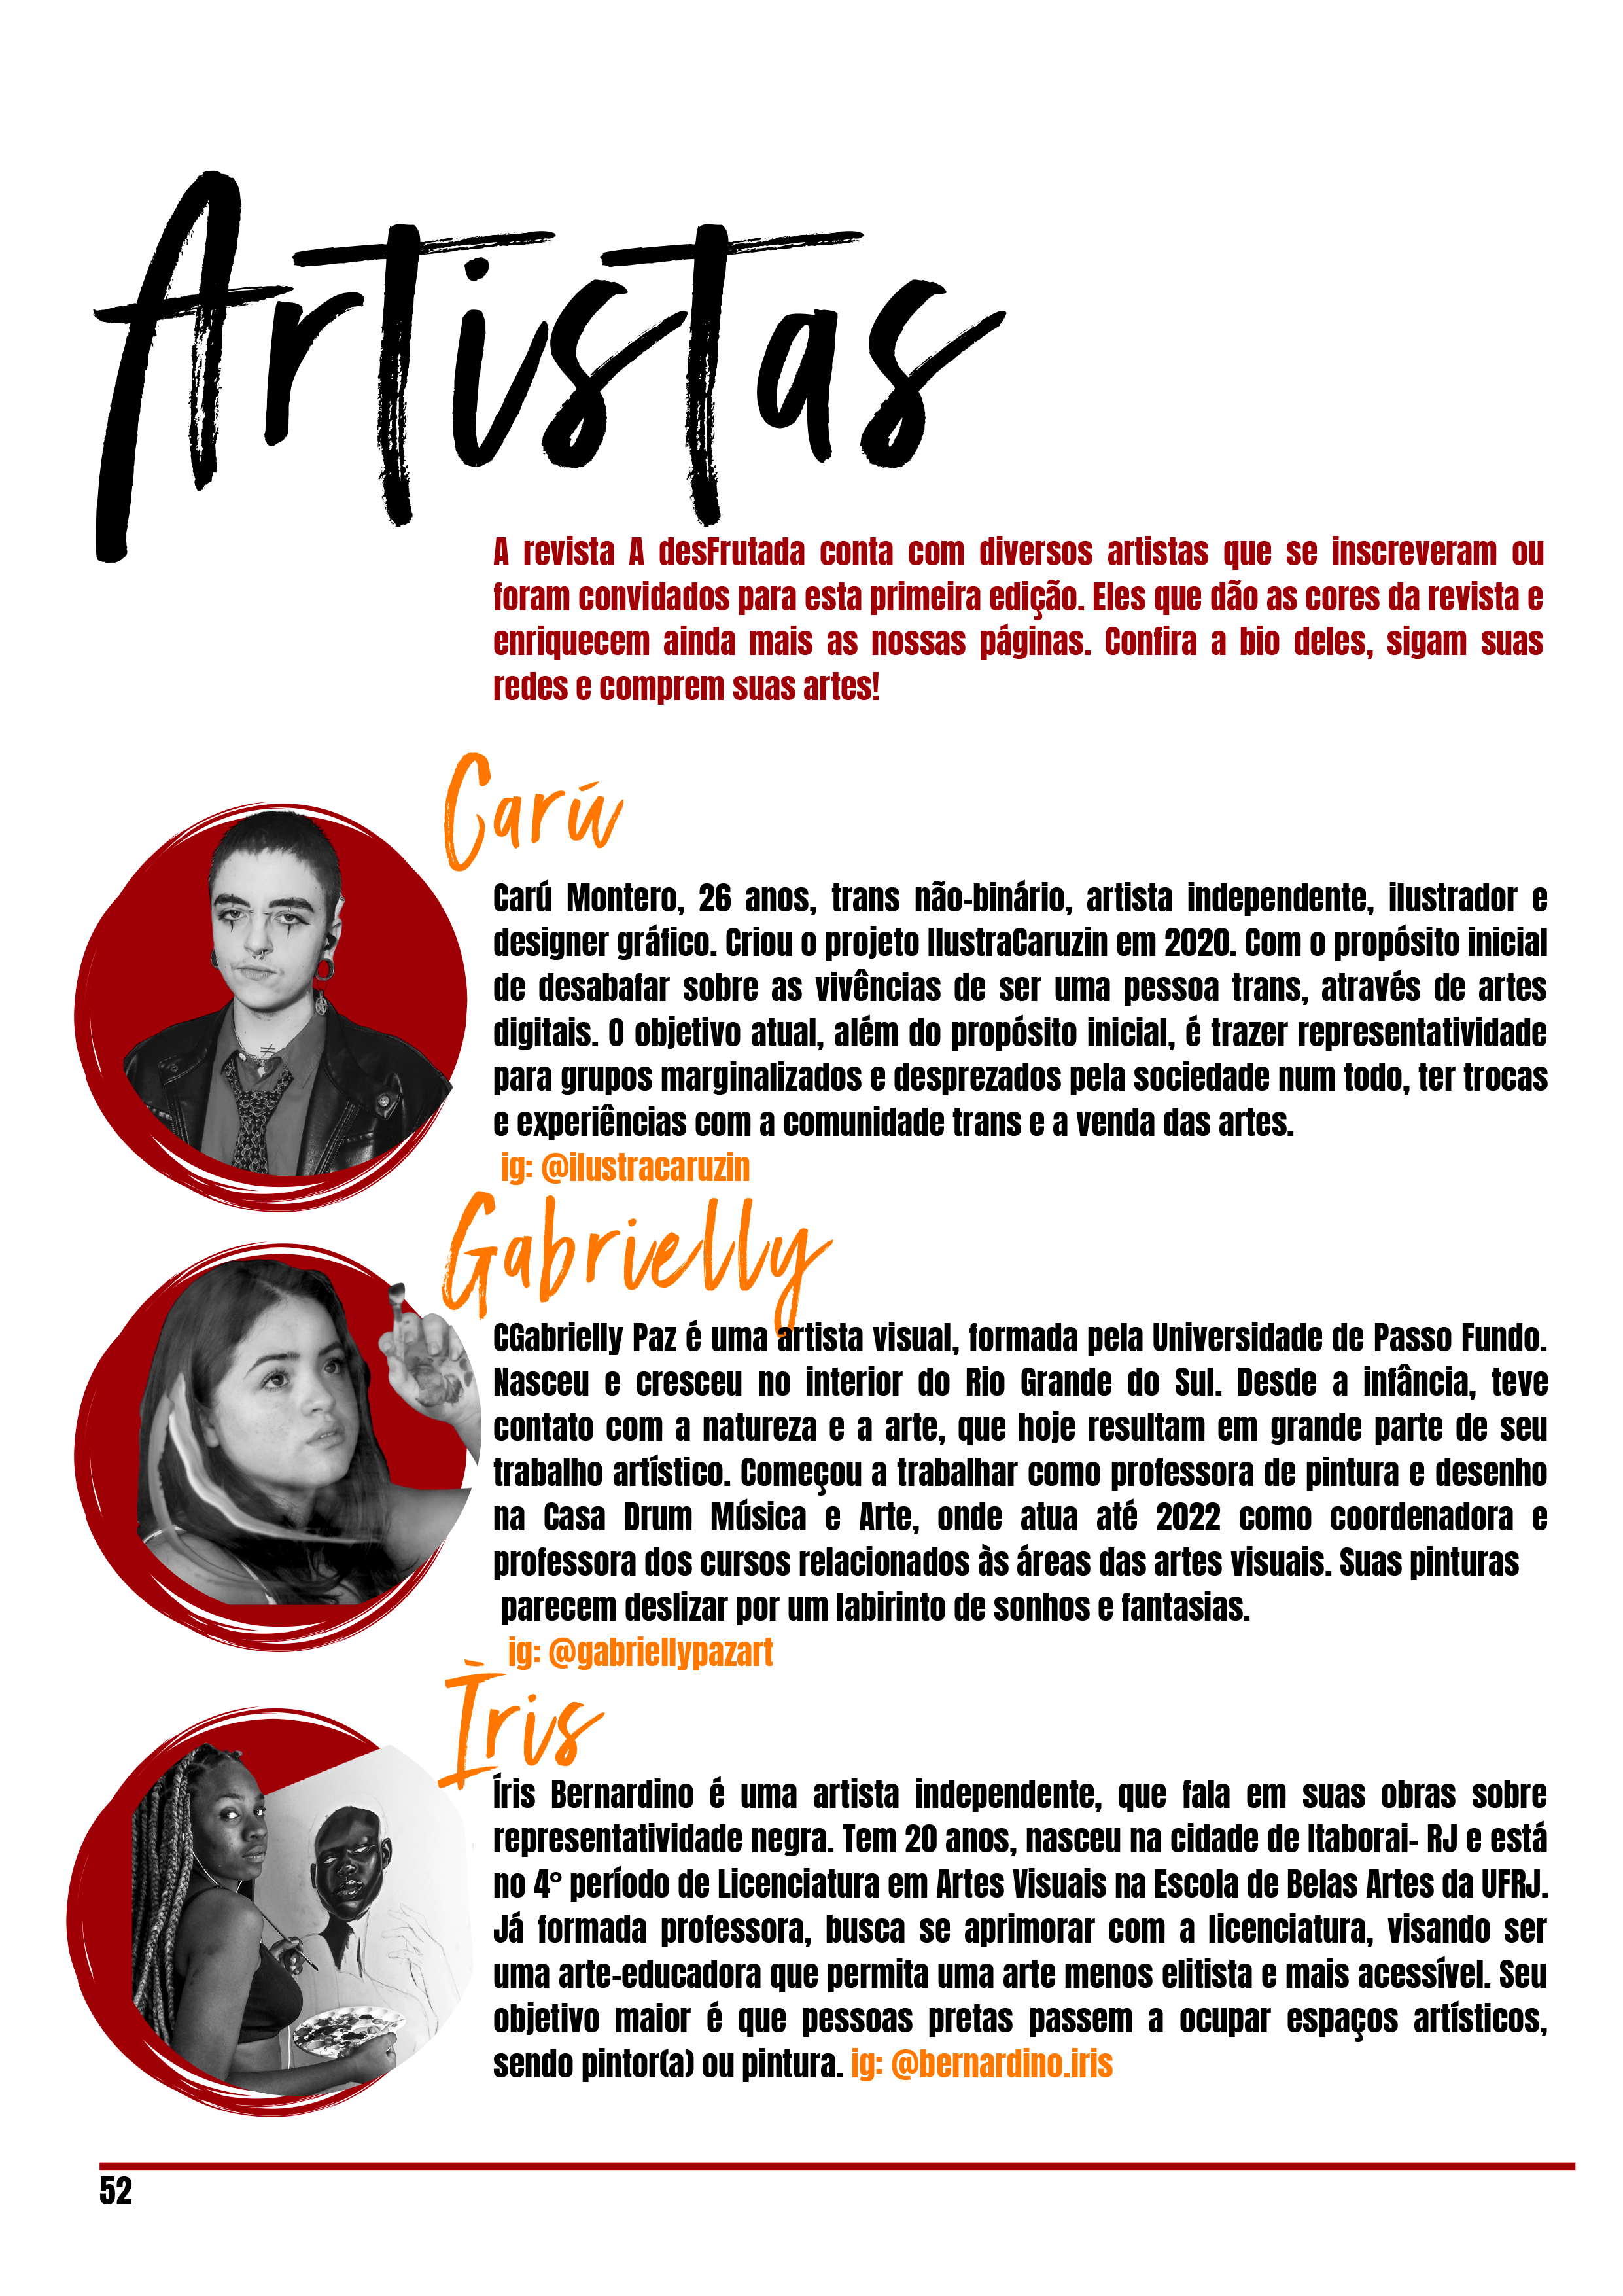 Artistas
A revista A desFrutada conta com diversos artistas que se inscreveram ou
foram convidados para esta primeira edição. Eles que dão as cores da revista e
enriquecem ainda mais as nossas páginas. Confira a bio deles, sigam suas
redes e comprem suas artes!
Carú
Carú Montero, 26 anos, trans não-binário, artista independente, ilustrador e
designer gráfico. Criou o projeto IlustraCaruzin em 2020. Com o propósito inicial
de desabafar sobre as vivências de ser uma pessoa trans, através de artes
digitais. O objetivo atual, além do propósito inicial, é trazer representatividade
para grupos marginalizados e desprezados pela sociedade num todo, ter trocas
e experiências com a comunidade trans e a venda das artes.
ig: @ilustracaruzin
Gabrielly
CGabrielly Paz é uma artista visual, formada pela Universidade de Passo Fundo.
Nasceu e cresceu no interior do Rio Grande do Sul. Desde a infância, teve
contato com a natureza e a arte, que hoje resultam em grande parte de seu
trabalho artístico. Começou a trabalhar como professora de pintura e desenho
na Casa Drum Música e Arte, onde atua até 2022 como coordenadora e
professora dos cursos relacionados às áreas das artes visuais. Suas pinturas
parecem deslizar por um labirinto de sonhos e fantasias.
ig: @gabriellypazart
Ìris
Íris Bernardino é uma artista independente, que fala em suas obras sobre
representatividade negra. Tem 20 anos, nasceu na cidade de Itaborai- RJ e está
no 4º período de Licenciatura em Artes Visuais na Escola de Belas Artes da UFRJ.
Já formada professora, busca se aprimorar com a licenciatura, visando ser
uma arte-educadora que permita uma arte menos elitista e mais acessível. Seu
objetivo maior é que pessoas pretas passem a ocupar espaços artísticos,
sendo pintor(a) ou pintura. ig: @bernardino.iris
52